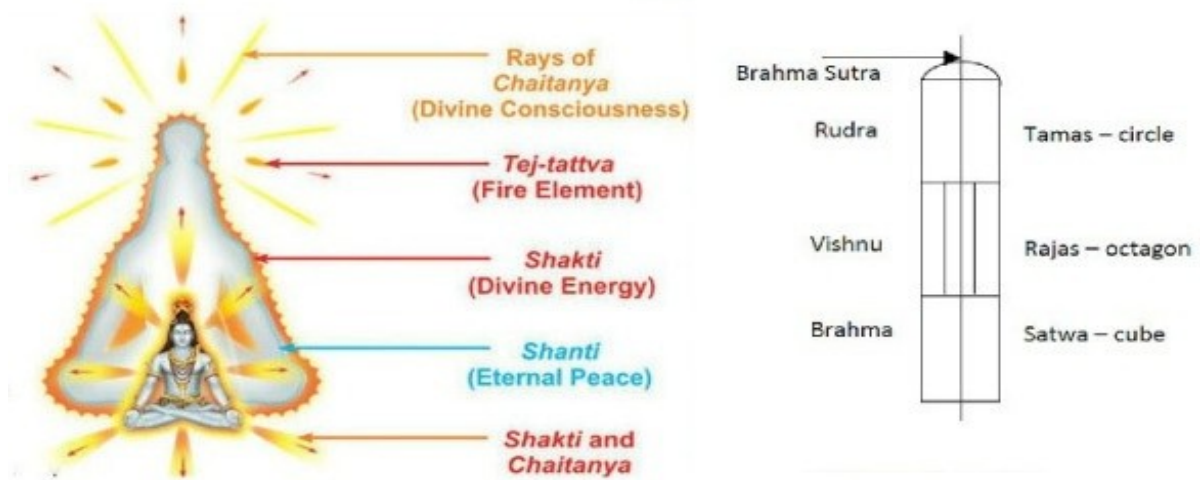 Rays of
Chaitanya
(Divine Consciousness)
Tej-tattva
(Fire Element)
Shakti
(Divine Energy)
Shanti
(Eternal Peace)
Shakti and
Chaitanya
Brahma Sutra
Rudra
Tamas – circle
Vishnu
Rajas – octagon
Brahma
Satwa – cube